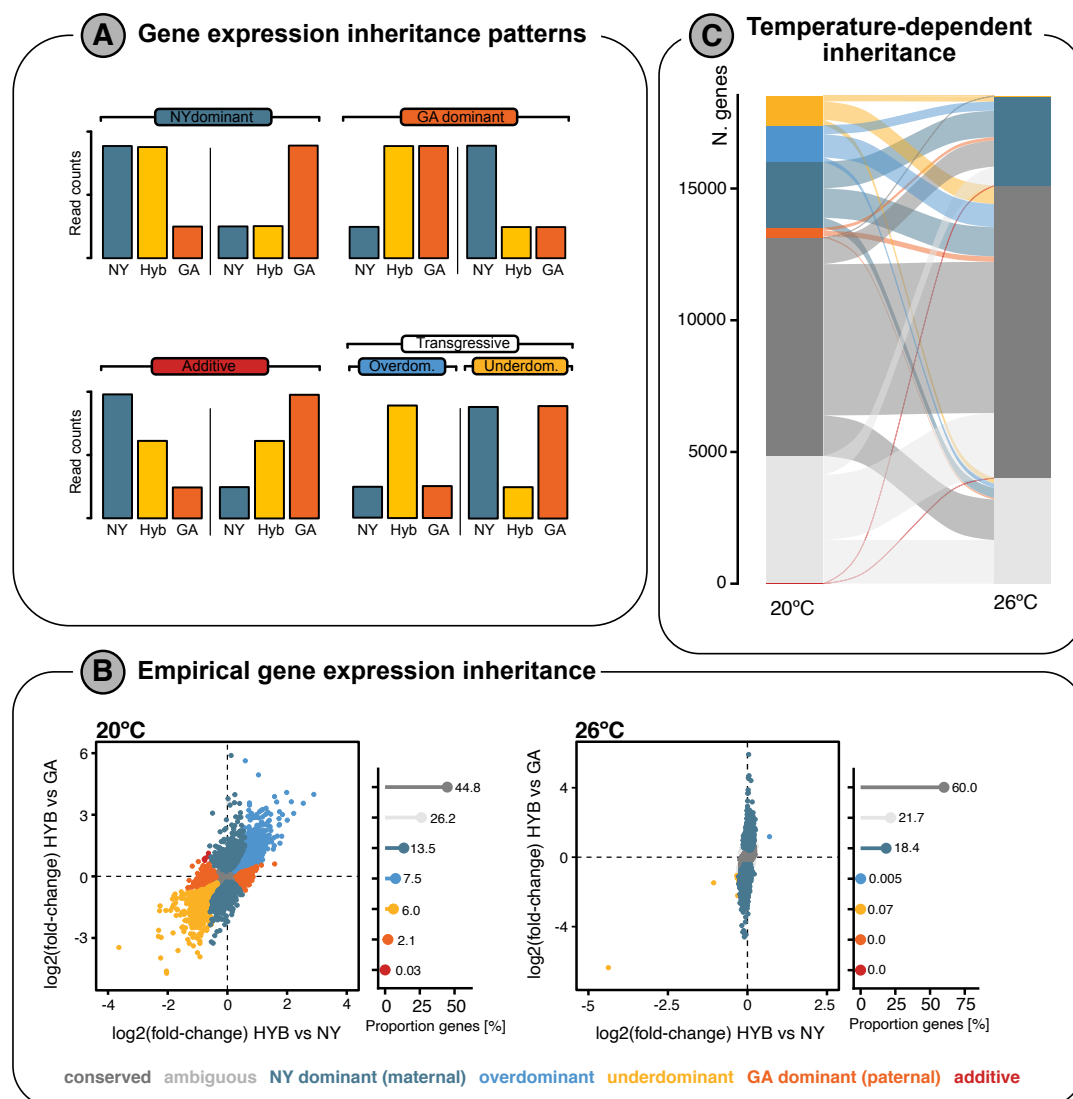 A Gene expression inheritance patterns
NYdominant
GA dominant
Read counts
NY Hyb GA NY Hyb GA
NY Hyb GA NY Hyb GA
Transgressive
Additive
Overdom.
Underdom.
Read counts
NY Hyb GA NY Hyb GA
NY Hyb GA NY Hyb GA
C Temperature-dependent
inheritance
N. genes
15000
10000
5000
0
20ºC
26ºC
B Empirical gene expression inheritance
20ºC
log2(fold-change) HYB vs GA
6
3
0
-3
-4 -2 0 2 4
log2(fold-change) HYB vs NY
44.8
26.2
13.5
7.5
6.0
2.1
0.03
0 25 50
Proportion genes [%]
26ºC
log2(fold-change) HYB vs GA
4
0
-4
-5 0 2.5
log2(fold-change) HYB vs NY
60.0
21.7
18.4
0.005
0.07
0.0
0.0
0 25 50 75
Proportion genes [%]
conserved ambiguous NY dominant (maternal) overdominant underdominant GA dominant (paternal) additive